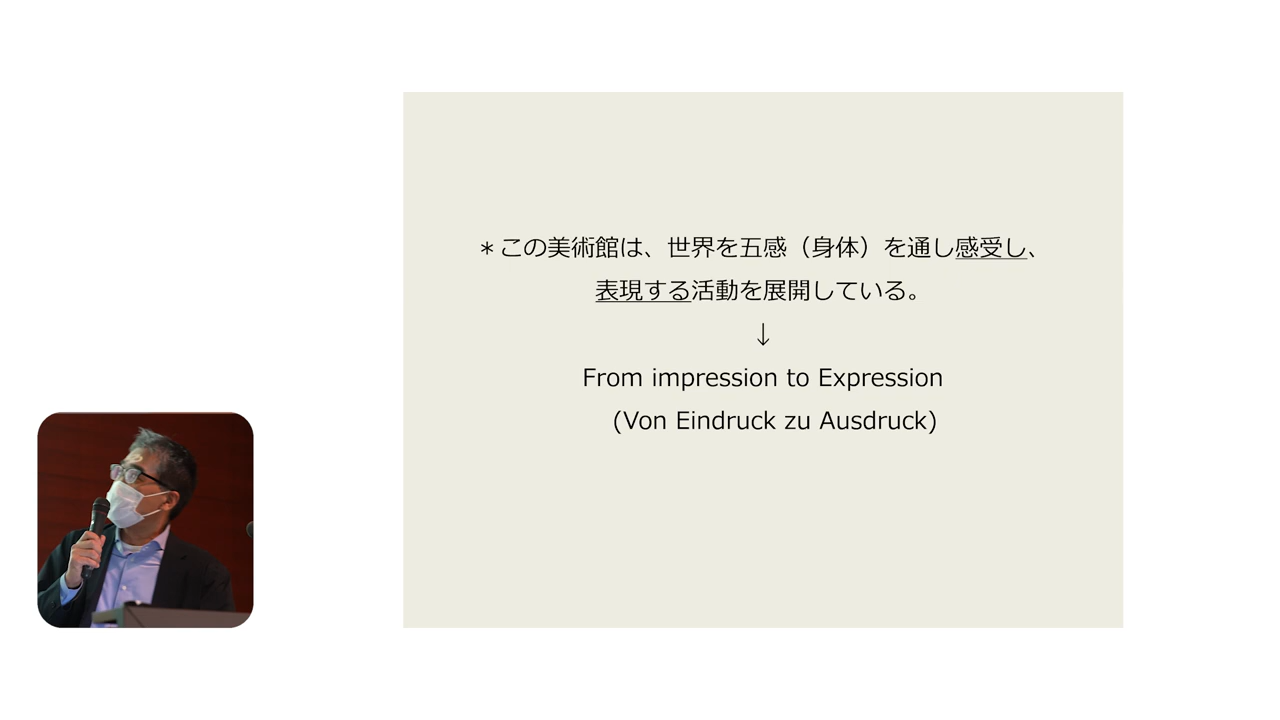 ＊この美術館は、世界を五感（身体）を通し感受し、
表現する活動を展開している。
↓
From impression to Expression
(Von Eindruck zu Ausdruck)